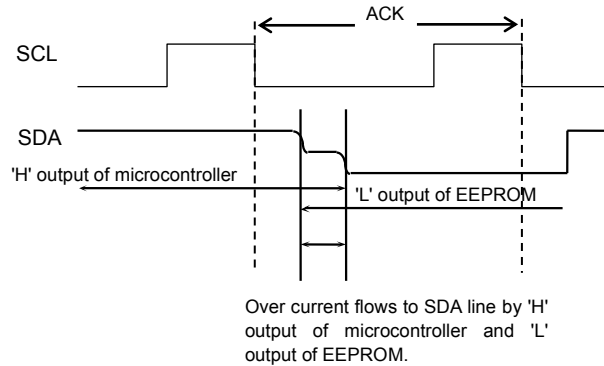 ACK
SCL
SDA
'H' output of microcontroller
'L' output of EEPROM
Over current flows to SDA line by 'H'
output of microcontroller and 'L'
output of EEPROM.